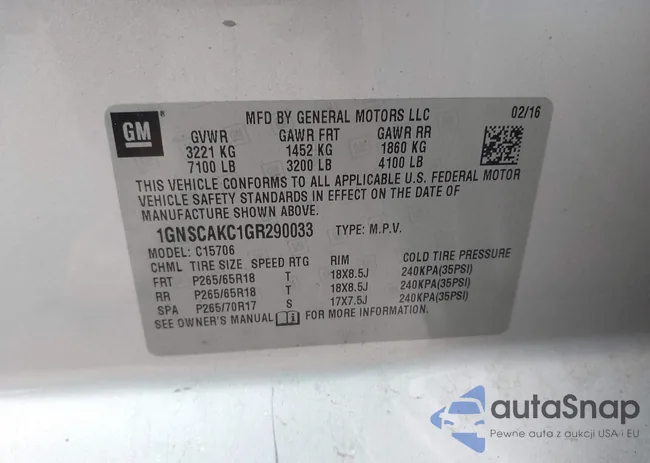 MFD BY GENERAL MOTORS LLC 02/16
GM
GVWR GAWR FRT GAWR RR
3221 KG 1452 KG 1860 KG
7100 LB 3200 LB 4100 LB
THIS VEHICLE CONFORMS TO ALL APPLICABLE U.S. FEDERAL MOTOR
VEHICLE SAFETY STANDARDS IN EFFECT ON THE DATE OF
MANUFACTURE SHOWN ABOVE.
1GNSCAKC1GR290033 TYPE: M.P.V.
MODEL: C15706
CHML TIRE SIZE SPEED RTG RIM COLD TIRE PRESSURE
FRT P265/65R18 T 18X8.5J 240KPA(35PSI)
RR P265/65R18 T 18X8.5J 240KPA(35PSI)
SPA P265/70R17 S 17X7.5J 240KPA(35PSI)
SEE OWNER'S MANUAL i FOR MORE INFORMATION.
autaSnap
Pewne auta z aukcji USA i EU